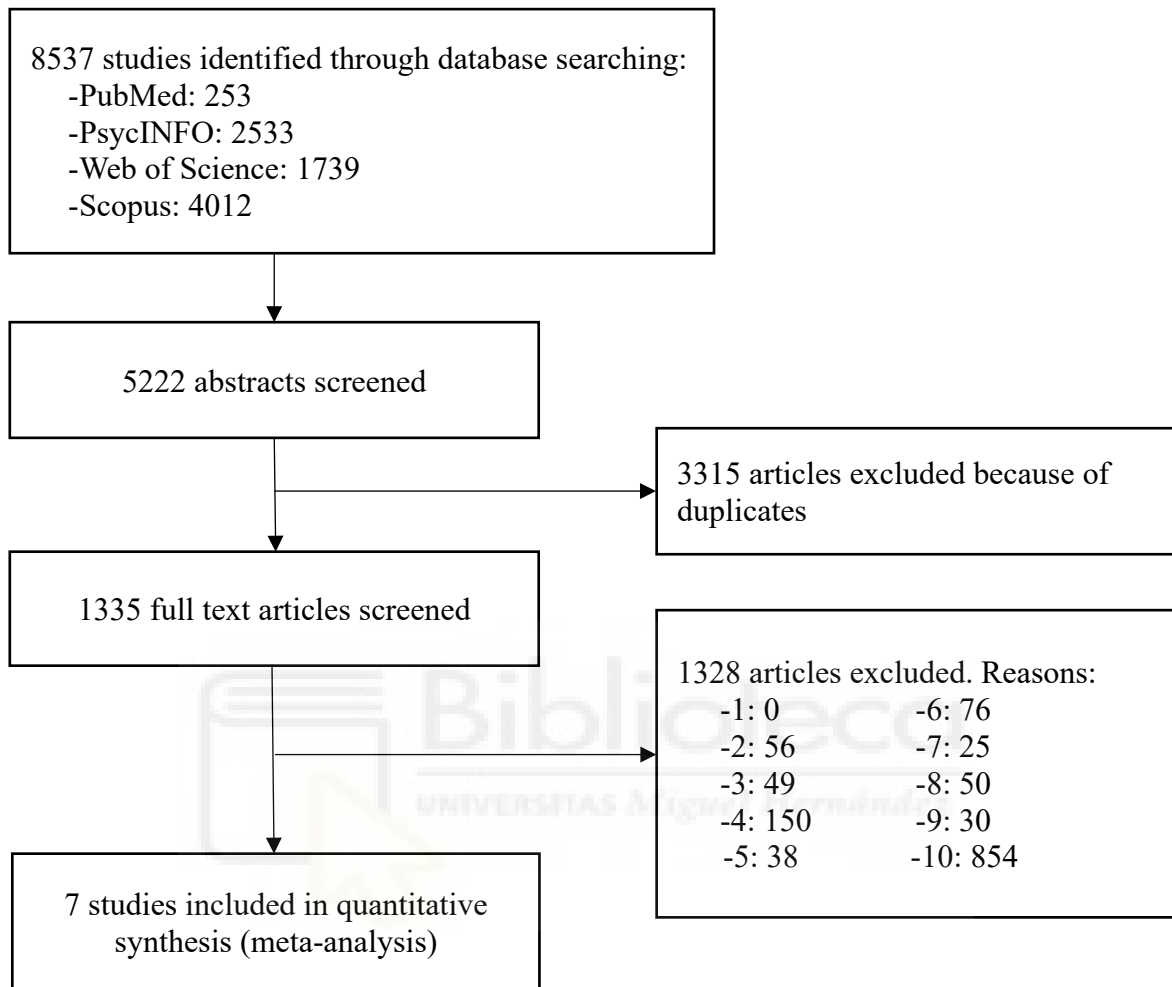 8537 studies identified through database searching:
-PubMed: 253
-PsycINFO: 2533
-Web of Science: 1739
-Scopus: 4012
5222 abstracts screened
3315 articles excluded because of
duplicates
1335 full text articles screened
1328 articles excluded. Reasons:
-1: 0 -6: 76
-2: 56 -7: 25
-3: 49 -8: 50
-4: 150 -9: 30
-5: 38 -10: 854
Biblioteca
UNIVERSITAS Miguel Hernández
7 studies included in quantitative
synthesis (meta-analysis)